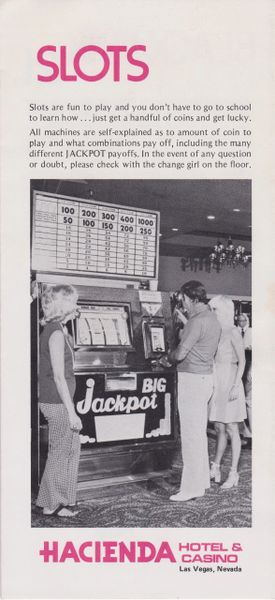 SLOTS
Slots are fun to play and you don't have to go to school
to learn how . . . just get a handful of coins and get lucky.
All machines are self-explained as to amount of coin to
play and what combinations pay off, including the many
different JACKPOT payoffs. In the event of any question
or doubt, please check with the change girl on the floor.
100 200 300 400 1000
50 100 150 200 250
BIG
Jackpot
HACIENDA HOTEL &
CASINO
Las Vegas, Nevada